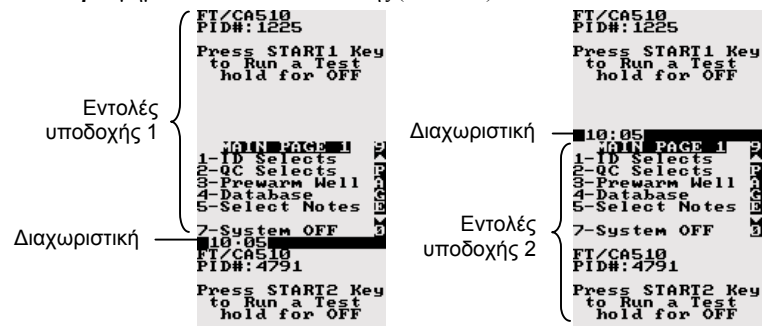 FT/CA510
PID#:1225
Press START1 Key
to Run a Test
hold for OFF
Εντολές
υποδοχής 1
MAIN PAGE 1 9
1-ID Selects
2-QC Selects P
3-Prewarm Well A
4-Database G
5-Select Notes E
7-System OFF 0
Διαχωριστική
10:05
FT/CA510
PID#:4791
Press START2 Key
to Run a Test
hold for OFF
FT/CA510
PID#:1225
Press START1 Key
to Run a Test
hold for OFF
Διαχωριστική
10:05
MAIN PAGE 1 9
1-ID Selects
2-QC Selects P
3-Prewarm Well A
4-Database G
5-Select Notes E
7-System OFF 0
Εντολές
υποδοχής 2
FT/CA510
PID#:4791
Press START2 Key
to Run a Test
hold for OFF